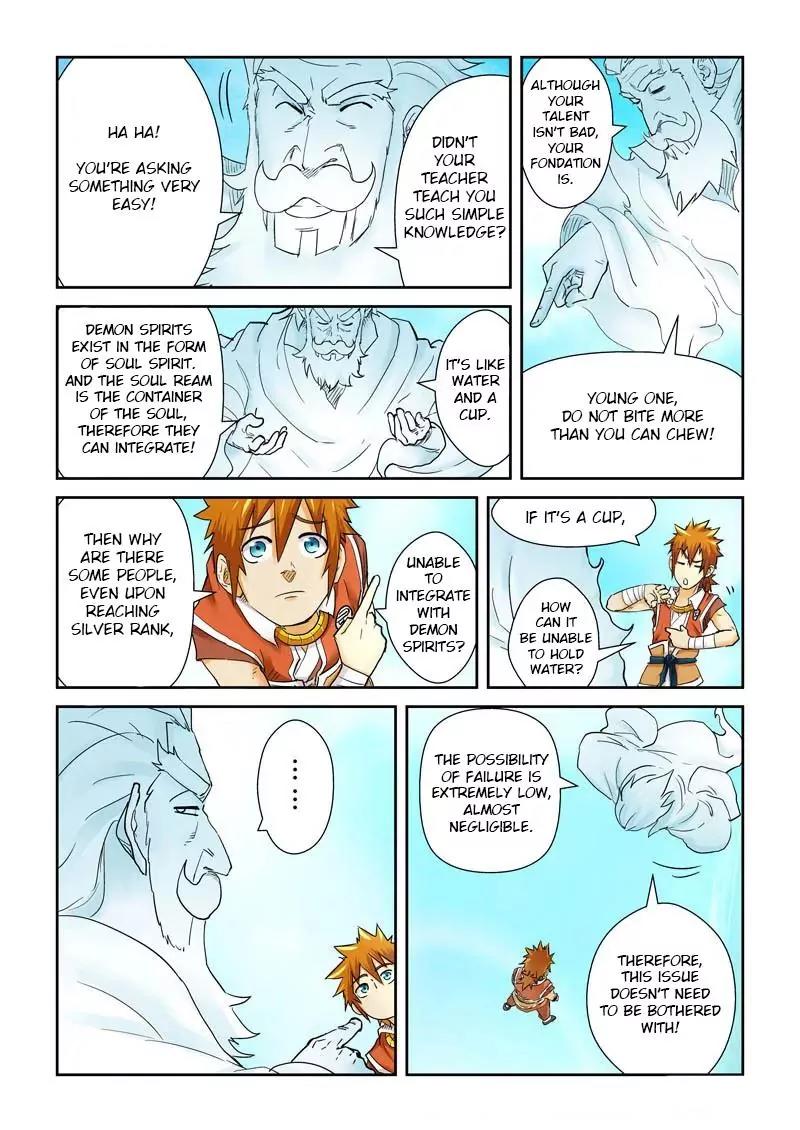 HA HA!
YOU'RE ASKING
SOMETHING VERY
EASY!
DIDN'T
YOUR
TEACHER
TEACH YOU
SUCH SIMPLE
KNOWLEDGE?
ALTHOUGH
YOUR
TALENT
ISN'T BAD,
YOUR
FONDATION
IS.
YOUNG ONE,
DO NOT BITE MORE
THAN YOU CAN CHEW!
DEMON SPIRITS
EXIST IN THE FORM
OF SOUL SPIRIT.
AND THE SOUL REAM
IS THE CONTAINER
OF THE SOUL,
THEREFORE THEY
CAN INTEGRATE!
IT'S LIKE
WATER
AND A
CUP.
THEN WHY
ARE THERE
SOME PEOPLE,
EVEN UPON
REACHING
SILVER RANK,
UNABLE
TO
INTEGRATE
WITH
DEMON
SPIRITS?
IF IT'S A CUP,
HOW
CAN IT
BE UNABLE
TO HOLD
WATER?
....
THE POSSIBILITY
OF FAILURE IS
EXTREMELY LOW,
ALMOST
NEGLIGIBLE.
THEREFORE,
THIS ISSUE
DOESN'T NEED
TO BE BOTHERED
WITH!